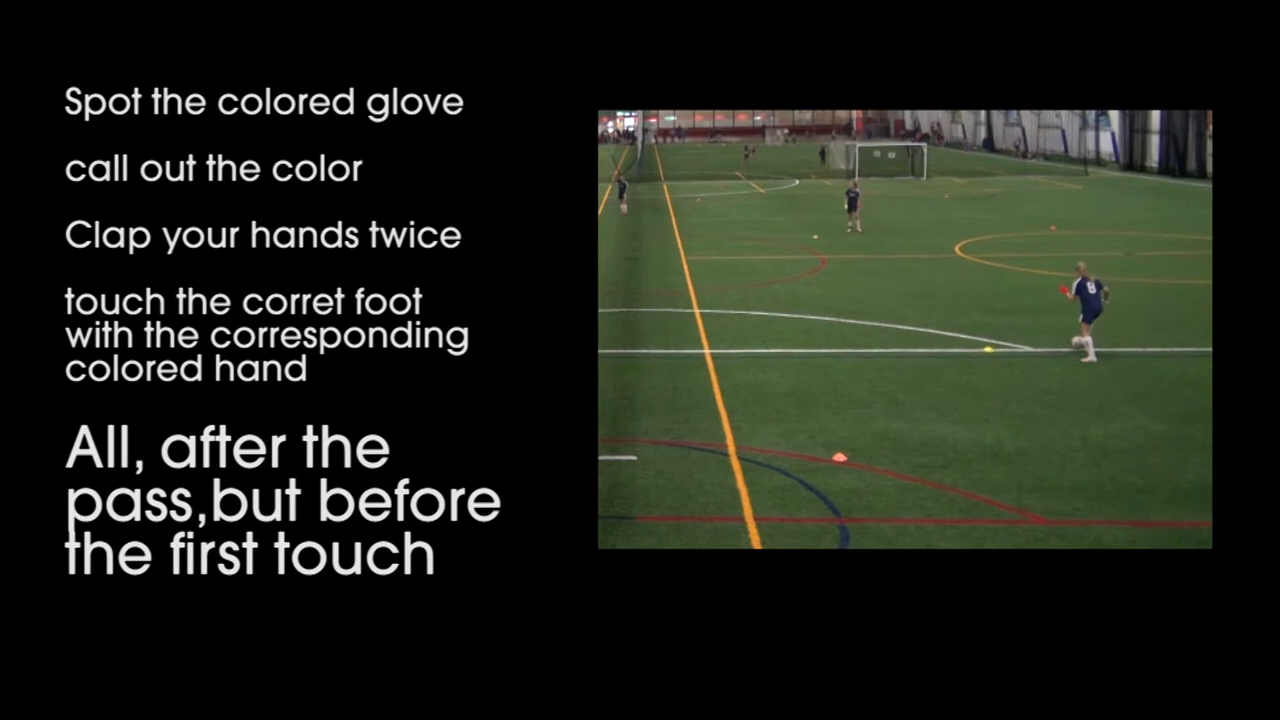 Spot the colored glove
call out the color
Clap your hands twice
touch the corret foot
with the corresponding
colored hand
All, after the
pass,but before
the first touch
8